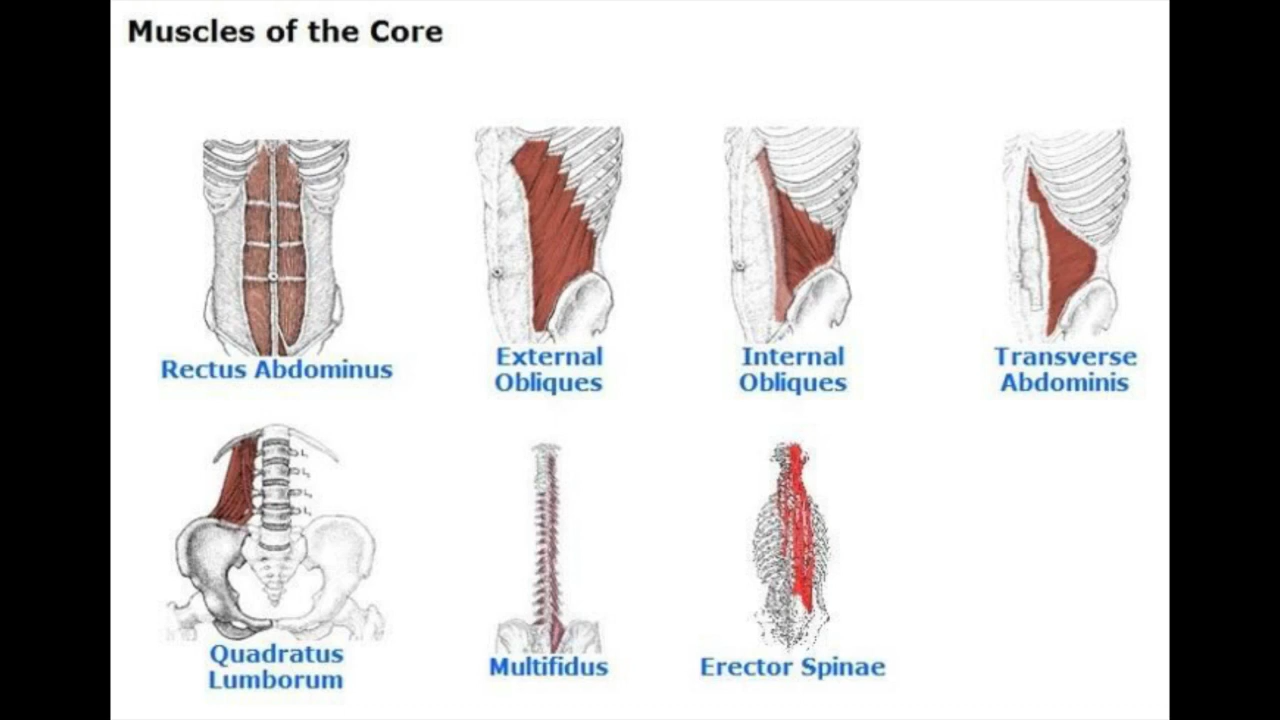 Muscles of the Core
Rectus Abdominus
External
Obliques
Internal
Obliques
Transverse
Abdominis
Quadratus
Lumborum
Multifidus
Erector Spinae